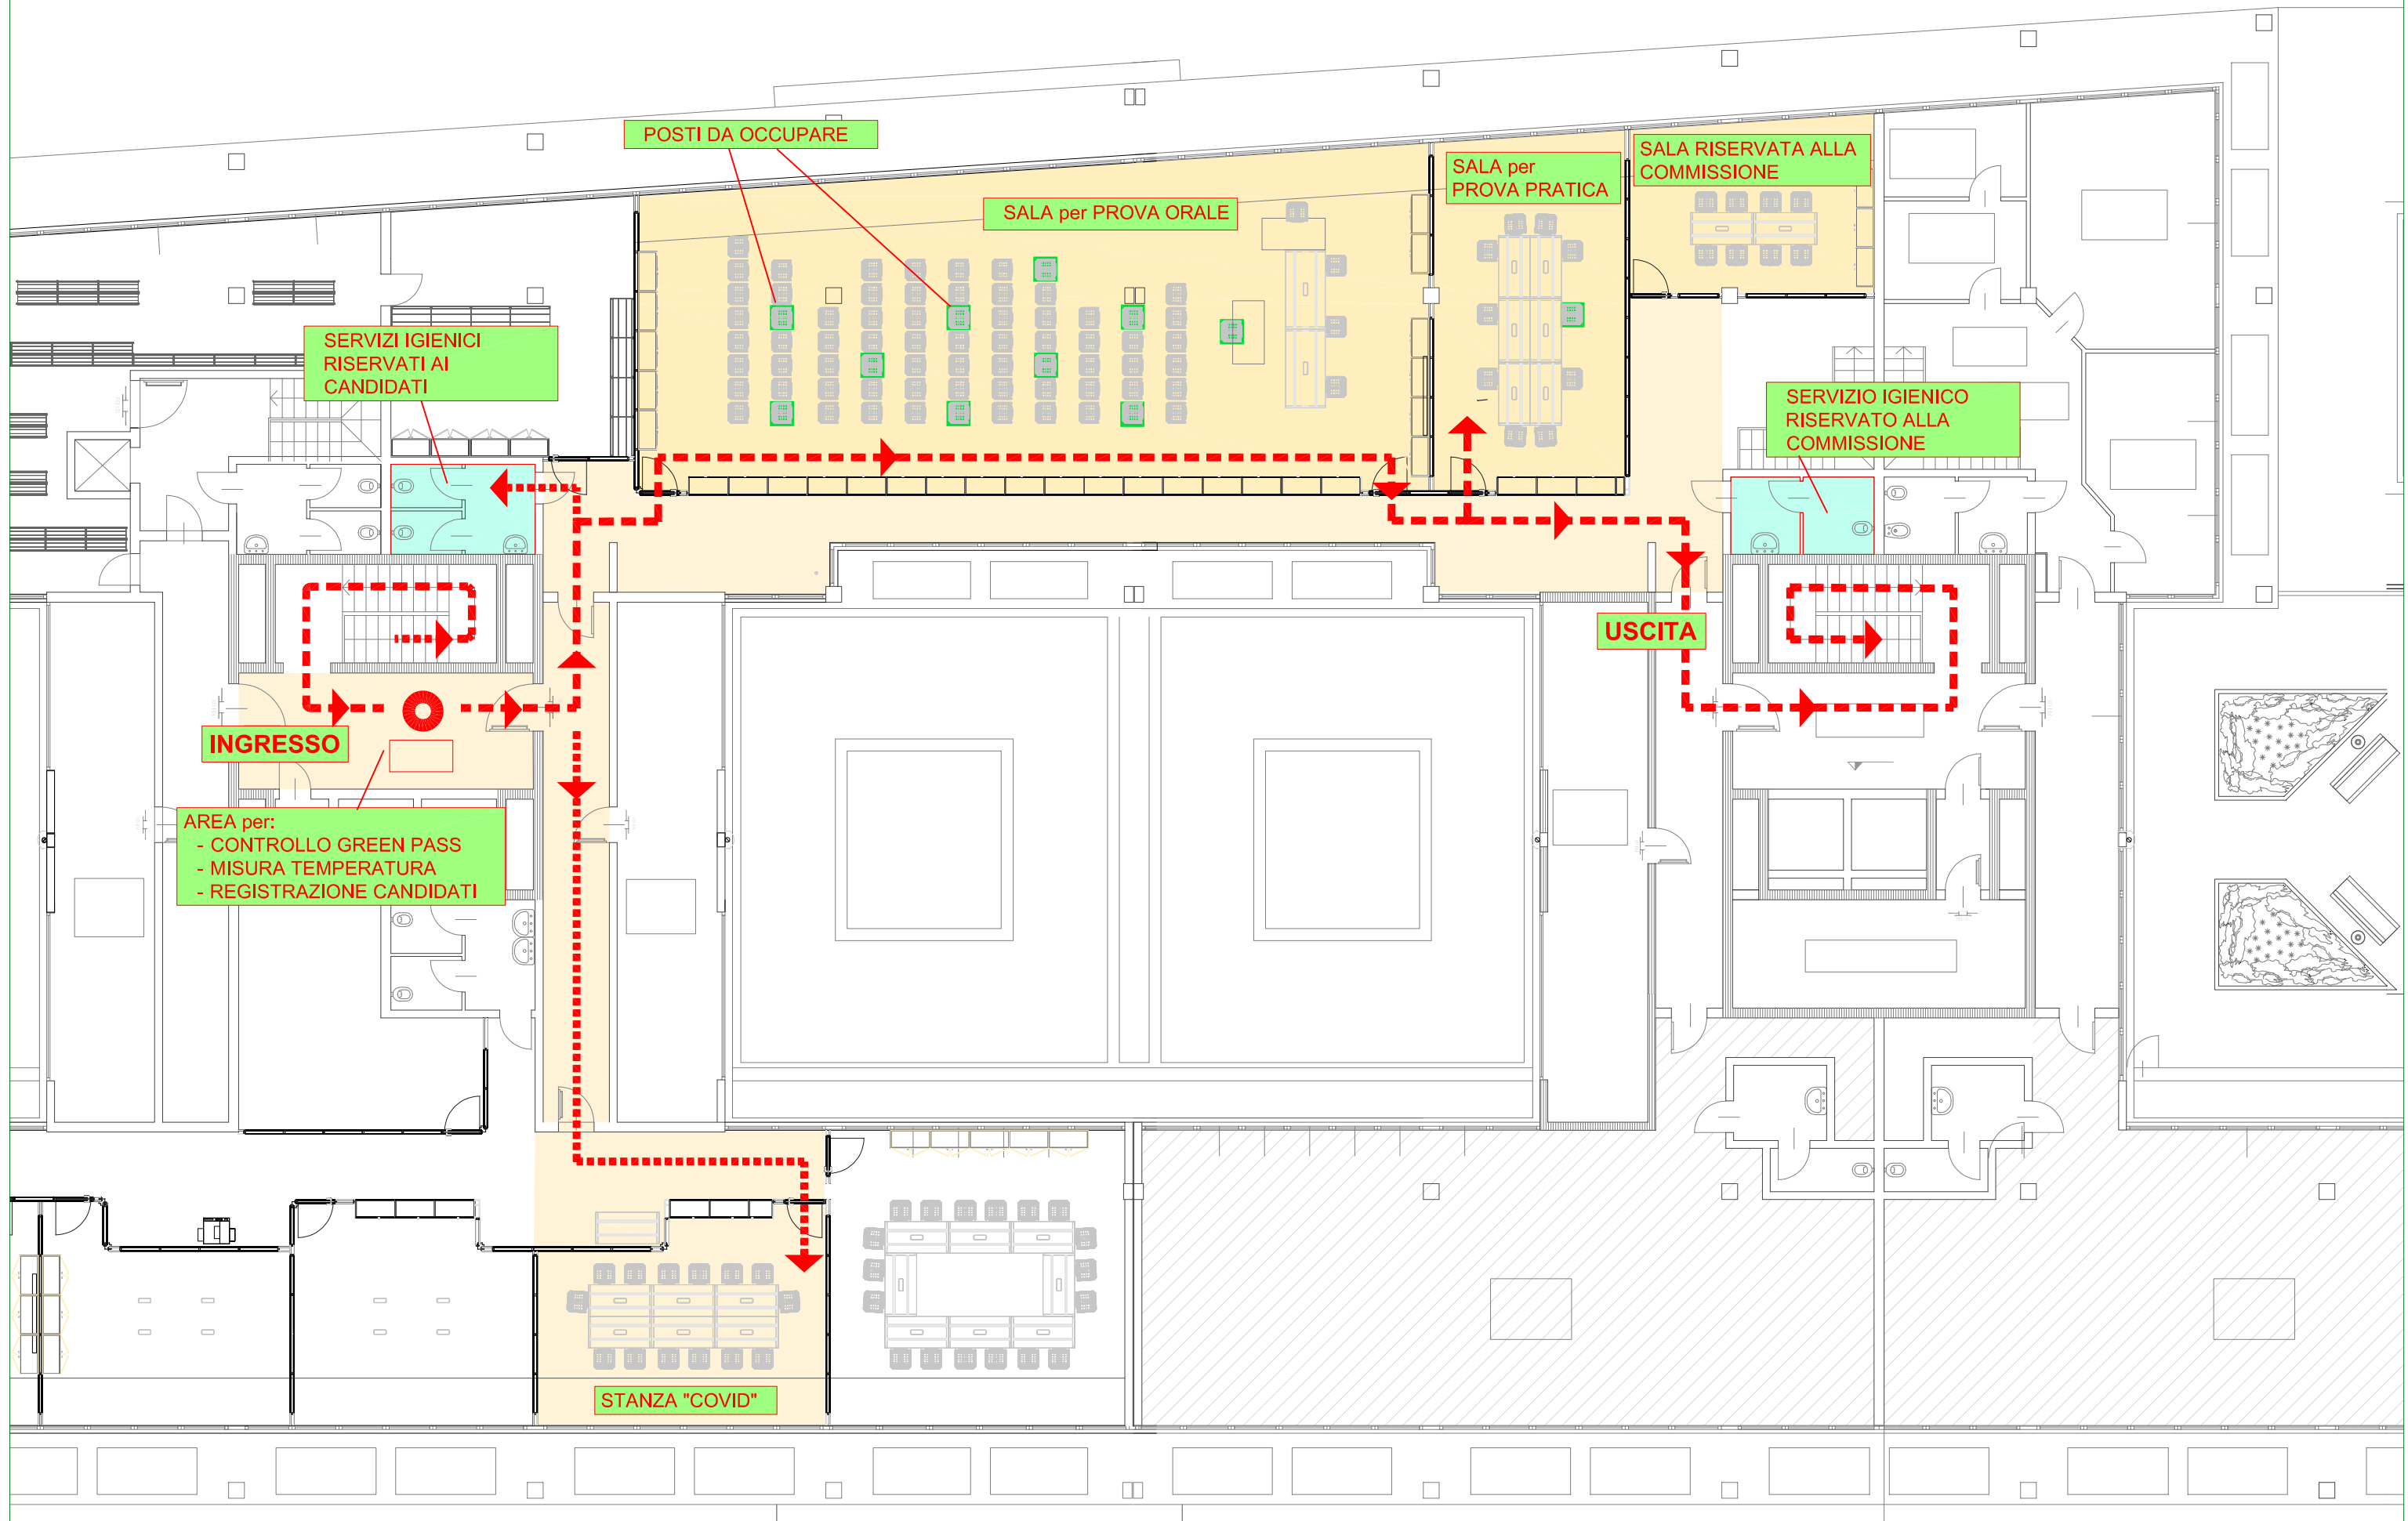 POSTI DA OCCUPARE
SALA per
PROVA PRATICA
SALA RISERVATA ALLA
COMMISSIONE
SALA per PROVA ORALE
SERVIZI IGIENICI
RISERVATI AI
CANDIDATI
SERVIZIO IGIENICO
RISERVATO ALLA
COMMISSIONE
USCITA
INGRESSO
AREA per:
- CONTROLLO GREEN PASS
- MISURA TEMPERATURA
- REGISTRAZIONE CANDIDATI
STANZA "COVID"